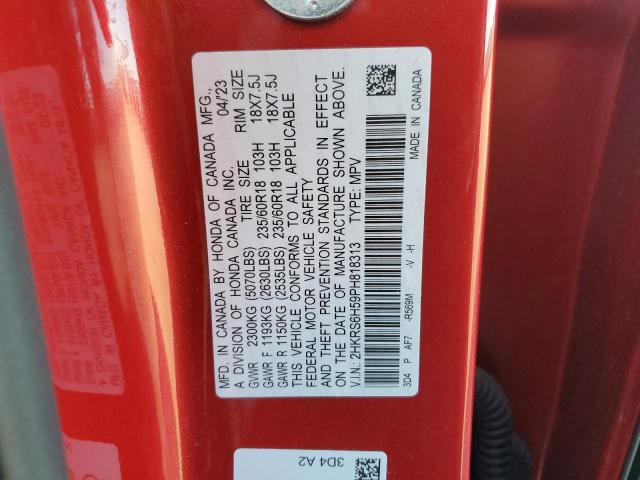 MFD. IN CANADA BY HONDA OF CANADA MFG.,
A DIVISION OF HONDA CANADA INC. 04/23
GVWR 2300KG (5070LBS) TIRE SIZE RIM SIZE
GAWR F 1193KG (2630LBS) 235/60R18 103H 18X7.5J
GAWR R 1150KG (2535LBS) 235/60R18 103H 18X7.5J
THIS VEHICLE CONFORMS TO ALL APPLICABLE
FEDERAL MOTOR VEHICLE SAFETY
AND THEFT PREVENTION STANDARDS IN EFFECT
ON THE DATE OF MANUFACTURE SHOWN ABOVE.
V.I.N.: 2HKRS6H59PH818313 TYPE: MPV
3D4 P AF7 -R569M -V -H MADE IN CANADA
3D4 A2